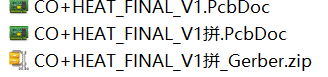 CO+HEAT_FINAL_V1.PcbDoc
CO+HEAT_FINAL_V1拼.PcbDoc
CO+HEAT_FINAL_V1拼_Gerber.zip